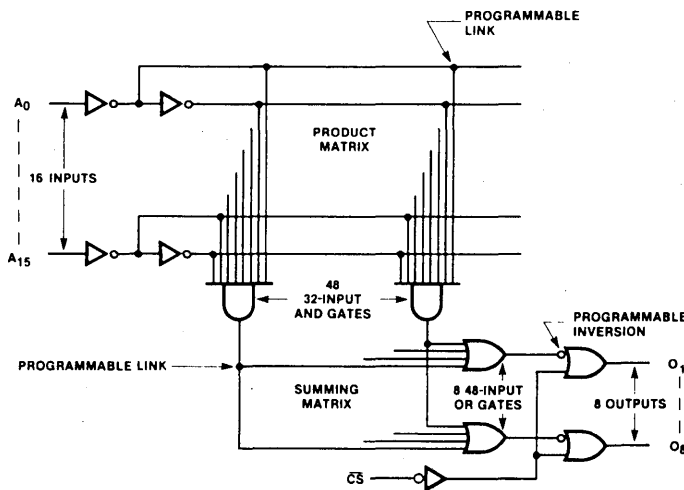 PROGRAMMABLE
LINK
A0
PRODUCT
MATRIX
16 INPUTS
A15
48
32-INPUT
AND GATES
PROGRAMMABLE
INVERSION
PROGRAMMABLE LINK
O1
SUMMING
MATRIX
8 48-INPUT
OR GATES
8 OUTPUTS
O8
CS